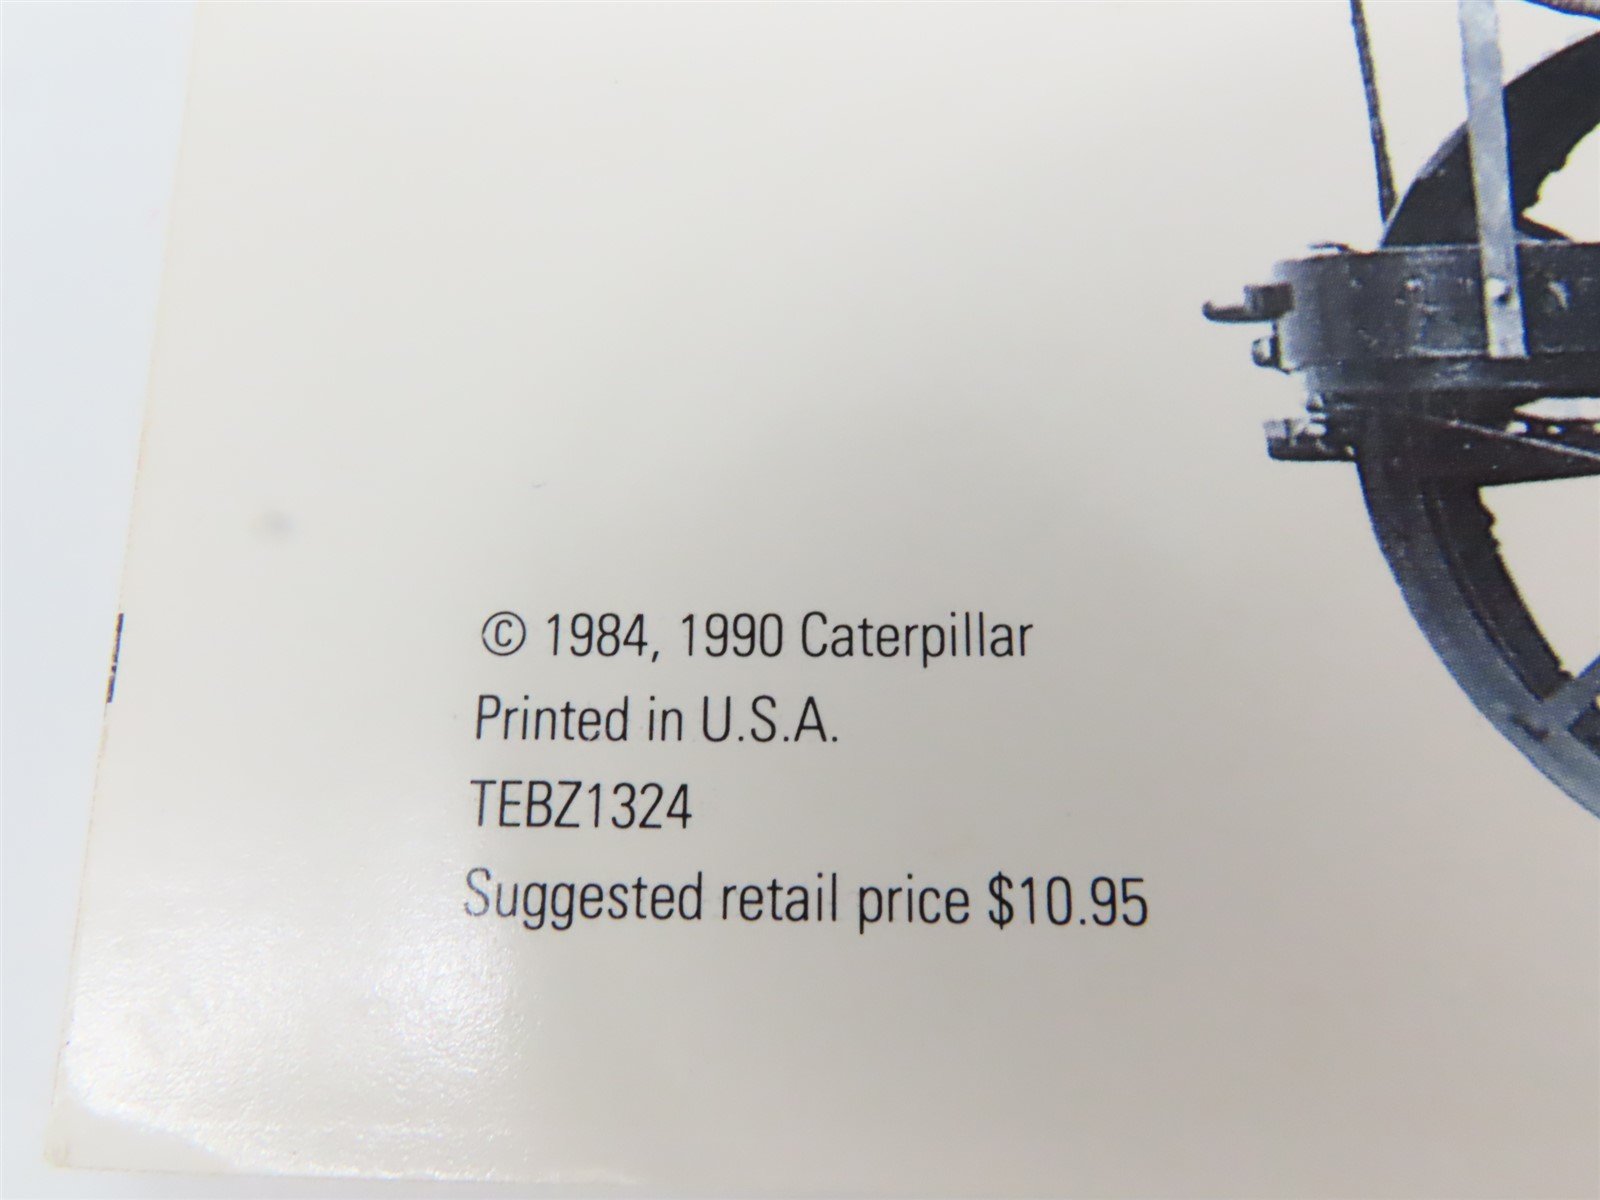 © 1984, 1990 Caterpillar
Printed in U.S.A.
TEBZ1324
Suggested retail price $10.95